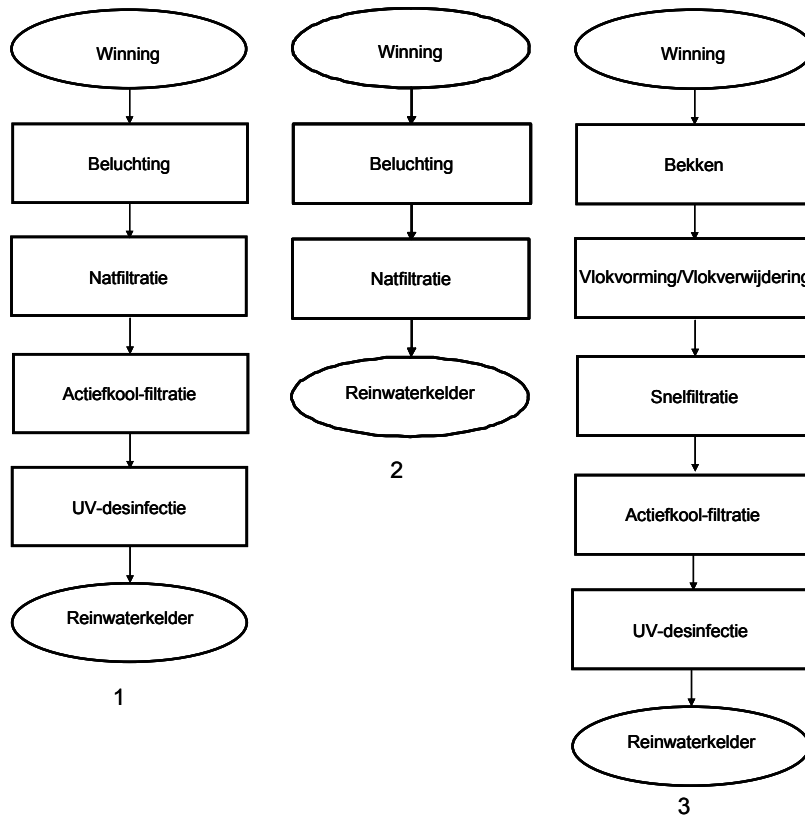 Winning
Beluchting
Natfiltratie
Actiefkool-filtratie
UV-desinfectie
Reinwaterkelder
1
Winning
Beluchting
Natfiltratie
Reinwaterkelder
2
Winning
Bekken
Vlokvorming/Vlokverwijdering
Snelfiltratie
Actiefkool-filtratie
UV-desinfectie
Reinwaterkelder
3